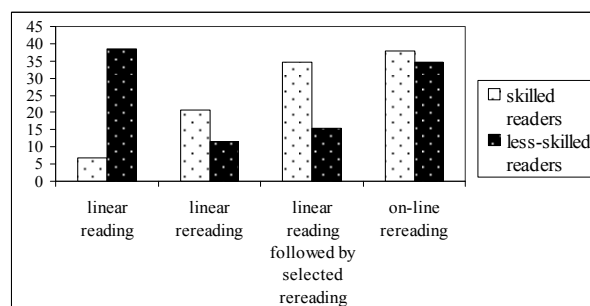 45
40
35
30
25
20
15
10
5
0
linear
reading
linear
rereading
linear
reading
followed by
selected
rereading
on-line
rereading
skilled
readers
less-skilled
readers